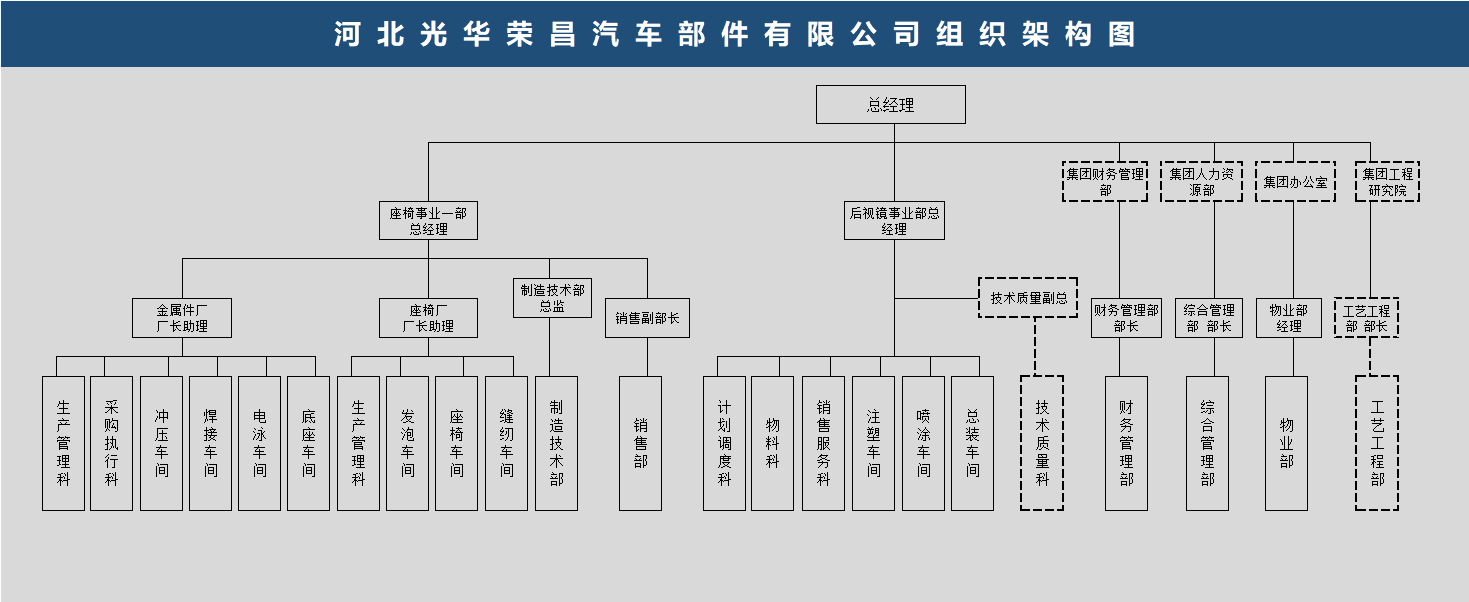 河北光华荣昌汽车部件有限公司组织架构图
总经理
集团财务管理
部
集团人力资
源部
集团办公室
集团工程
研究院
座椅事业一部
总经理
后视镜事业部总
经理
金属件厂
厂长助理
座椅厂
厂长助理
制造技术部
总监
销售副部长
技术质量副总
财务管理部
部长
综合管理
部 部长
物业部
经理
工艺工程
部 部长
生产管理科
采购执行科
冲压车间
焊接车间
电泳车间
底座车间
生产管理科
发泡车间
座椅车间
缝纫车间
制造技术部
销售部
计划调度科
物料科
销售服务科
注塑车间
喷涂车间
总装车间
技术质量科
财务管理部
综合管理部
物业部
工艺工程部